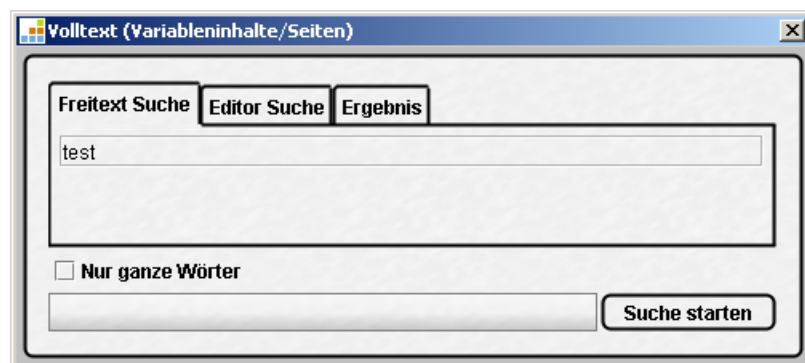 Volltext (Variableninhalte/Seiten)
Freitext Suche Editor Suche Ergebnis
test
Nur ganze Wörter
Suche starten